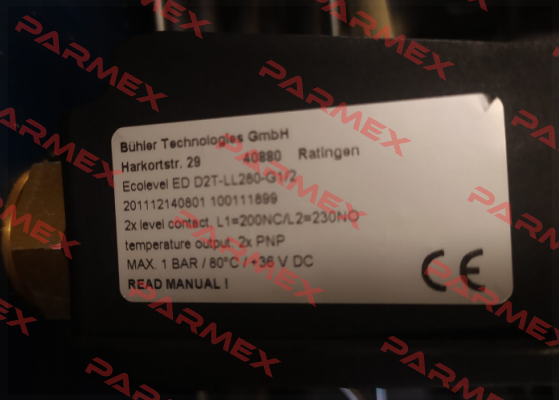 Bühler Technologies GmbH
Harkortstr. 29 40880 Ratingen
Ecolevel ED D2T-LL280-G1/2
201112140801 100111899
2x level contact, L1=200NC/L2=230NO
temperature output: 2x PNP
MAX. 1 BAR / 80°C / +36 V DC
READ MANUAL !
CE
PARMEX
PARMEX
PARMEX
PARMEX
PARMEX
PARMEX
PARMEX
PARMEX
PARMEX
PARMEX
PARMEX
PARMEX